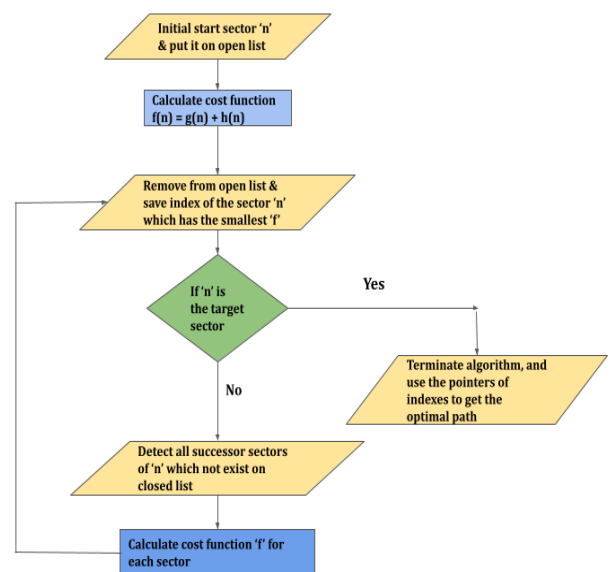 Initial start sector ‘n’
& put it on open list
Calculate cost function
f(n) = g(n) + h(n)
Remove from open list &
save index of the sector ‘n’
which has the smallest ‘f’
If ‘n’ is
the target
sector
Yes
Terminate algorithm, and
use the pointers of
indexes to get the
optimal path
No
Detect all successor sectors
of ‘n’ which not exist on
closed list
Calculate cost function ‘f’ for
each sector